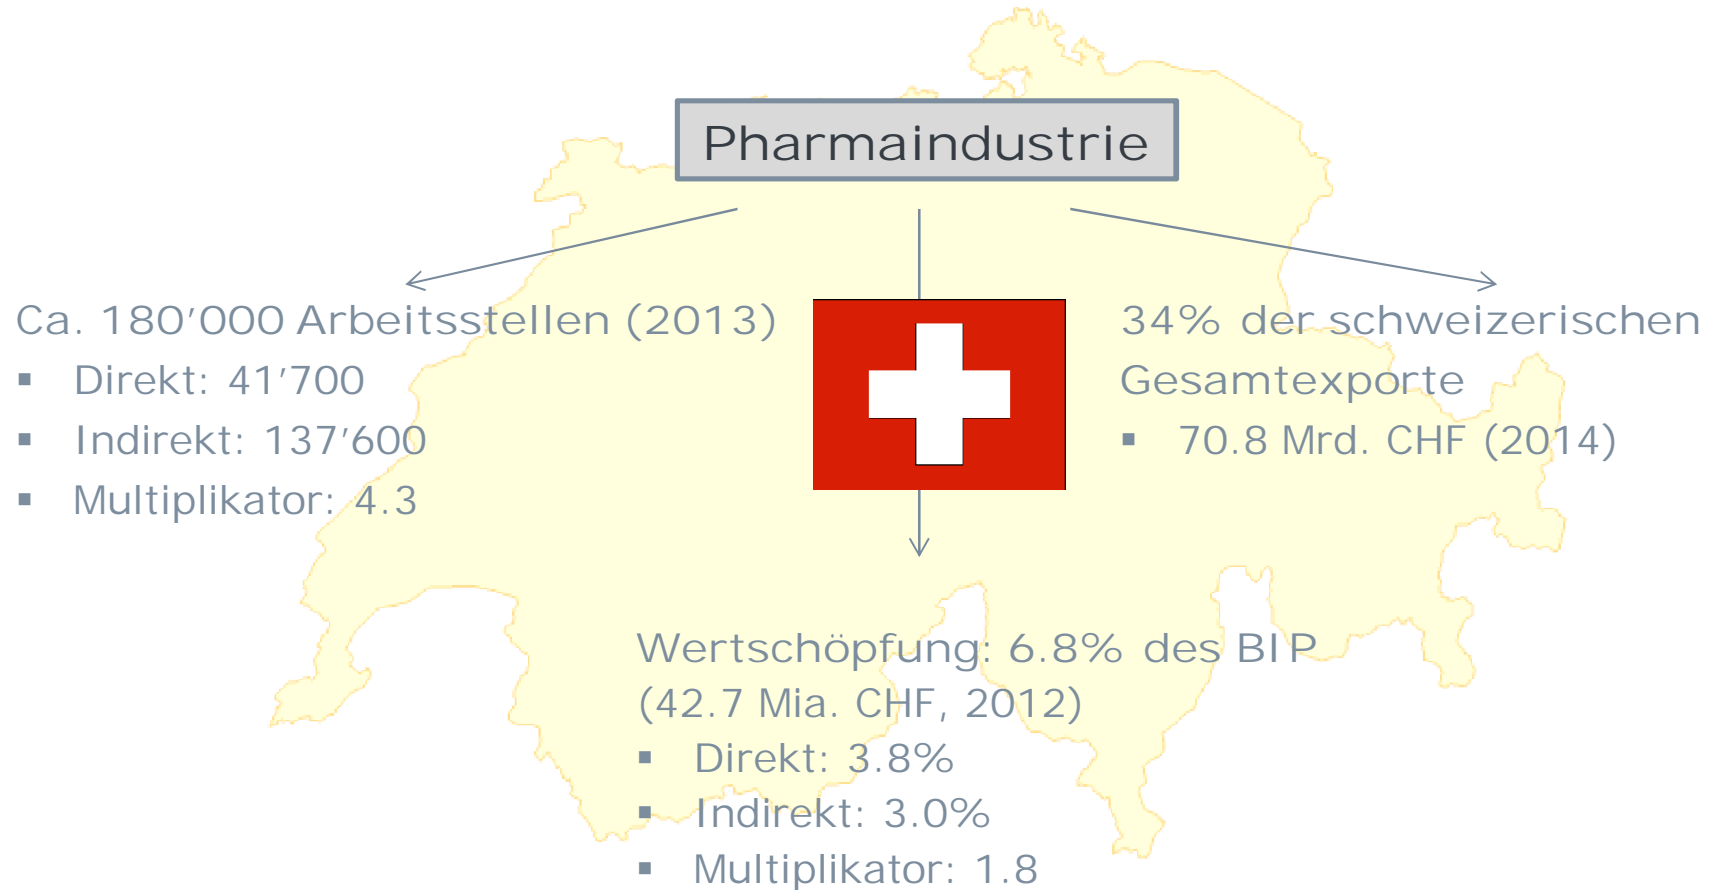 Pharmaindustrie
Ca. 180’000 Arbeitsstellen (2013)
▪ Direkt: 41’700
▪ Indirekt: 137’600
▪ Multiplikator: 4.3
34% der schweizerischen
Gesamtexporte
▪ 70.8 Mrd. CHF (2014)
Wertschöpfung: 6.8% des BIP
(42.7 Mia. CHF, 2012)
▪ Direkt: 3.8%
▪ Indirekt: 3.0%
▪ Multiplikator: 1.8